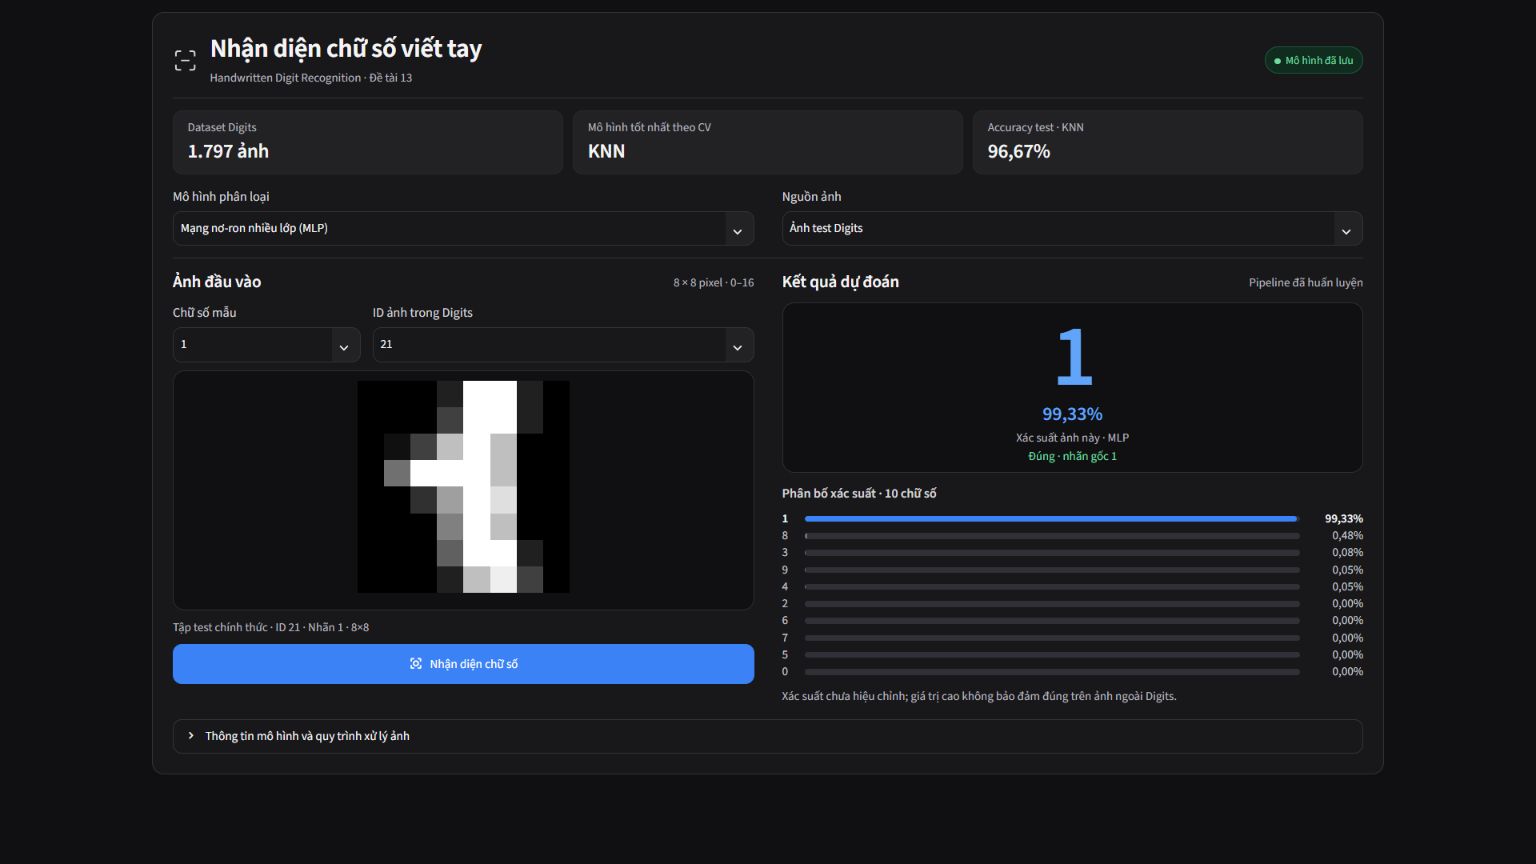 Nhận diện chữ số viết tay
Handwritten Digit Recognition · Đề tài 13
Mô hình đã lưu
Dataset Digits
1.797 ảnh
Mô hình tốt nhất theo CV
KNN
Accuracy test · KNN
96,67%
Mô hình phân loại
Mạng nơ-ron nhiều lớp (MLP)
Nguồn ảnh
Ảnh test Digits
Ảnh đầu vào
8 × 8 pixel · 0–16
Chữ số mẫu
1
ID ảnh trong Digits
21
Tập test chính thức · ID 21 · Nhãn 1 · 8×8
Nhận diện chữ số
Kết quả dự đoán
Pipeline đã huấn luyện
1
99,33%
Xác suất ảnh này · MLP
Đúng · nhãn gốc 1
Phân bố xác suất · 10 chữ số
1 99,33%
8 0,48%
3 0,08%
9 0,05%
4 0,05%
2 0,00%
6 0,00%
7 0,00%
5 0,00%
0 0,00%
Xác suất chưa hiệu chỉnh; giá trị cao không bảo đảm đúng trên ảnh ngoài Digits.
Thông tin mô hình và quy trình xử lý ảnh